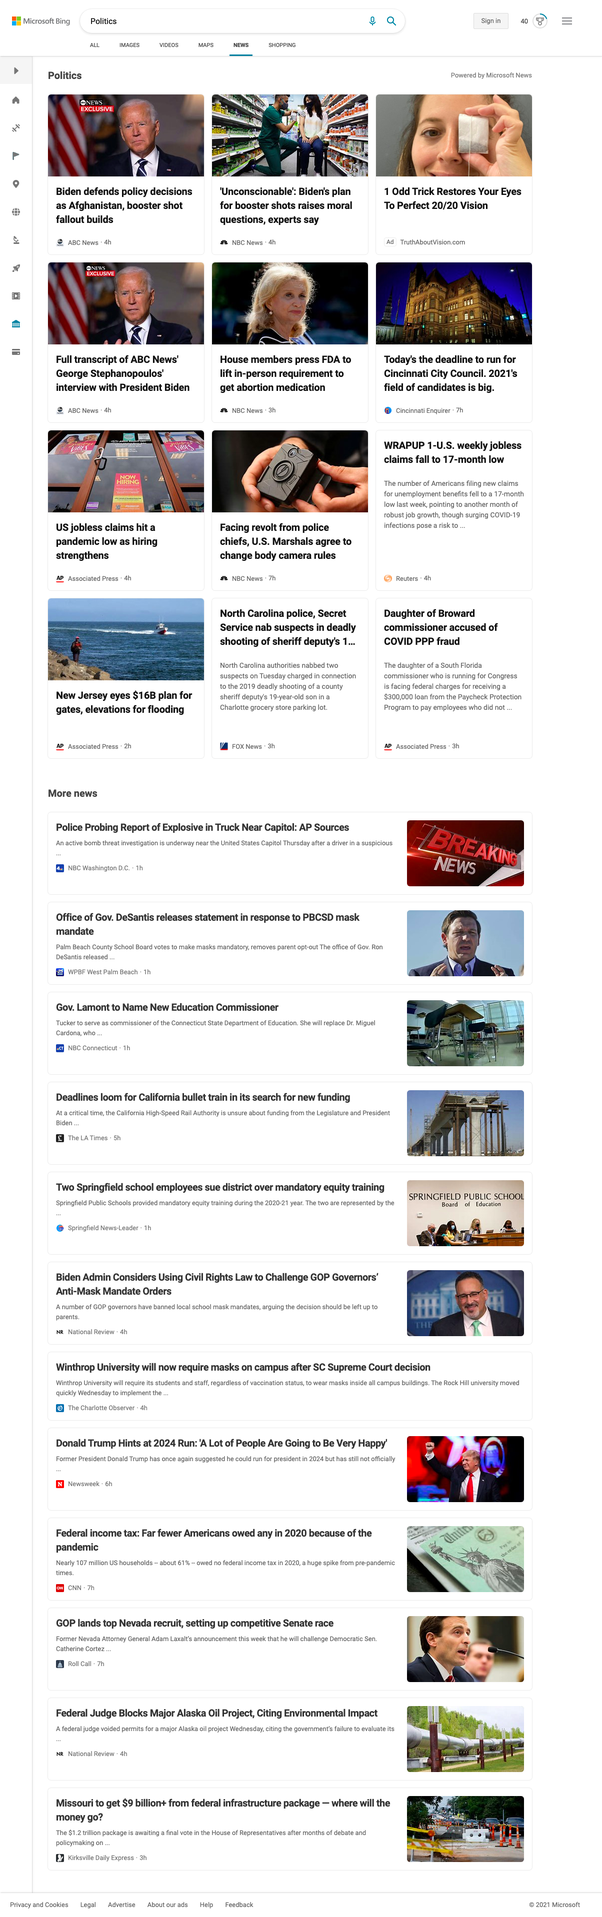 Microsoft Bing
Politics
Sign in
40
ALL IMAGES VIDEOS MAPS NEWS SHOPPING
Politics
Powered by Microsoft News
abc NEWS
EXCLUSIVE
Biden defends policy decisions
as Afghanistan, booster shot
fallout builds
ABC News · 4h
'Unconscionable': Biden's plan
for booster shots raises moral
questions, experts say
NBC News · 4h
1 Odd Trick Restores Your Eyes
To Perfect 20/20 Vision
Ad TruthAboutVision.com
abc NEWS
EXCLUSIVE
Full transcript of ABC News'
George Stephanopoulos'
interview with President Biden
ABC News · 4h
House members press FDA to
lift in-person requirement to
get abortion medication
NBC News · 3h
Today's the deadline to run for
Cincinnati City Council. 2021's
field of candidates is big.
Cincinnati Enquirer · 7h
NOW
HIRING
US jobless claims hit a
pandemic low as hiring
strengthens
AP Associated Press · 4h
Facing revolt from police
chiefs, U.S. Marshals agree to
change body camera rules
NBC News · 7h
WRAPUP 1-U.S. weekly jobless
claims fall to 17-month low
The number of Americans filing new claims
for unemployment benefits fell to a 17-month
low last week, pointing to another month of
robust job growth, though surging COVID-19
infections pose a risk to ...
Reuters · 4h
New Jersey eyes $16B plan for
gates, elevations for flooding
AP Associated Press · 2h
North Carolina police, Secret
Service nab suspects in deadly
shooting of sheriff deputy's 1...
North Carolina authorities nabbed two
suspects on Tuesday charged in connection
to the 2019 deadly shooting of a county
sheriff deputy's 19-year-old son in a
Charlotte grocery store parking lot.
FOX News · 3h
Daughter of Broward
commissioner accused of
COVID PPP fraud
The daughter of a South Florida
commissioner who is running for Congress
is facing federal charges for receiving a
$300,000 loan from the Paycheck Protection
Program to pay employees who did not ...
AP Associated Press · 3h
More news
Police Probing Report of Explosive in Truck Near Capitol: AP Sources
An active bomb threat investigation is underway near the United States Capitol Thursday after a driver in a suspicious
...
NBC Washington D.C. · 1h
BREAKING
NEWS
Office of Gov. DeSantis releases statement in response to PBCSD mask
mandate
Palm Beach County School Board votes to make masks mandatory, removes parent opt-out The office of Gov. Ron
DeSantis released ...
WPBF West Palm Beach · 1h
Gov. Lamont to Name New Education Commissioner
Tucker to serve as commissioner of the Connecticut State Department of Education. She will replace Dr. Miguel
Cardona, who ...
NBC Connecticut · 1h
Deadlines loom for California bullet train in its search for new funding
At a critical time, the California High-Speed Rail Authority is unsure about funding from the Legislature and President
Biden ...
The LA Times · 5h
Two Springfield school employees sue district over mandatory equity training
Springfield Public Schools provided mandatory equity training during the 2020-21 year. The two are represented by the
...
Springfield News-Leader · 1h
SPRINGFIELD PUBLIC SCHOOL
Board of Education
Biden Admin Considers Using Civil Rights Law to Challenge GOP Governors'
Anti-Mask Mandate Orders
A number of GOP governors have banned local school mask mandates, arguing the decision should be left up to
parents.
NR National Review · 4h
Winthrop University will now require masks on campus after SC Supreme Court decision
Winthrop University will require its students and staff, regardless of vaccination status, to wear masks inside all campus buildings. The Rock Hill university moved
quickly Wednesday to implement the ...
The Charlotte Observer · 4h
Donald Trump Hints at 2024 Run: 'A Lot of People Are Going to Be Very Happy'
Former President Donald Trump has once again suggested he could run for president in 2024 but has still not officially
...
N Newsweek · 6h
Federal income tax: Far fewer Americans owed any in 2020 because of the
pandemic
Nearly 107 million US households – about 61% – owed no federal income tax in 2020, a huge spike from pre-pandemic
times.
CNN CNN · 7h
GOP lands top Nevada recruit, setting up competitive Senate race
Former Nevada Attorney General Adam Laxalt's announcement this week that he will challenge Democratic Sen.
Catherine Cortez ...
Roll Call · 7h
Federal Judge Blocks Major Alaska Oil Project, Citing Environmental Impact
A federal judge voided permits for a major Alaska oil project Wednesday, citing the government's failure to evaluate its
...
NR National Review · 4h
Missouri to get $9 billion+ from federal infrastructure package — where will the
money go?
The $1.2 trillion package is awaiting a final vote in the House of Representatives after months of debate and
policymaking on ...
Kirksville Daily Express · 3h
Privacy and Cookies Legal Advertise About our ads Help Feedback
© 2021 Microsoft